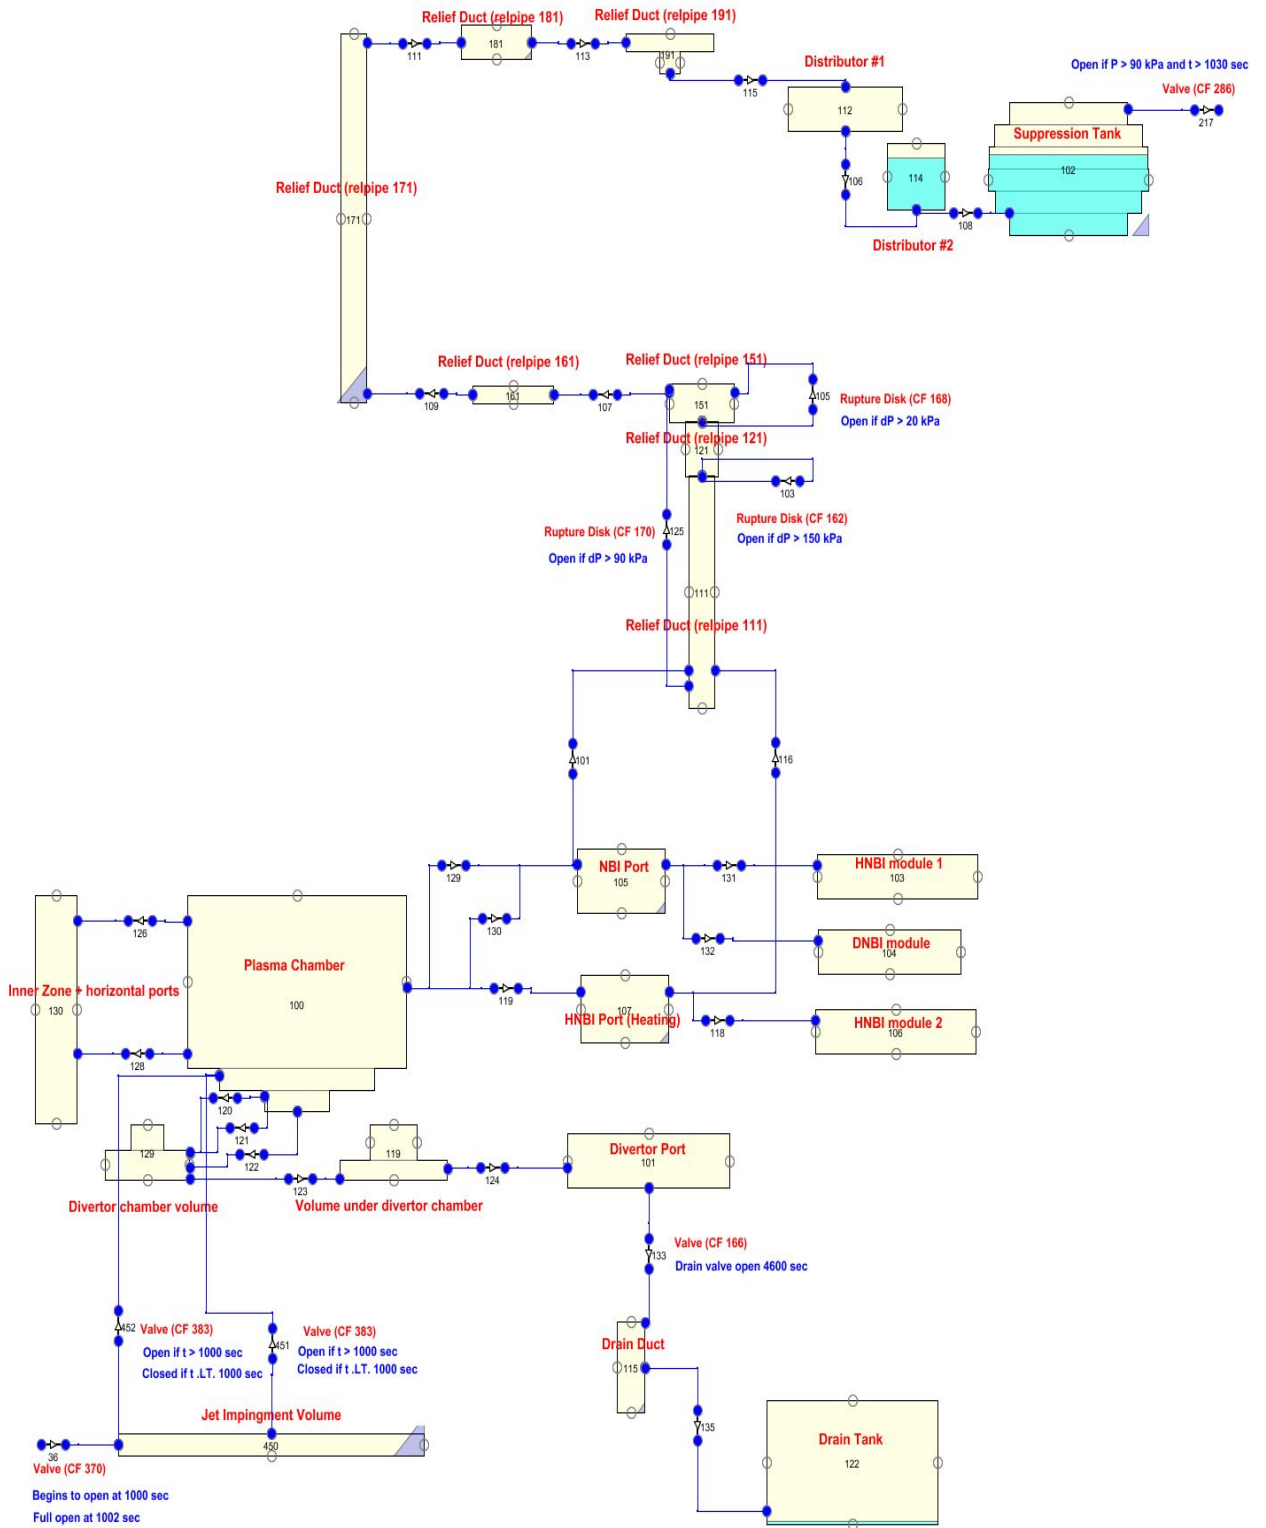 Relief Duct (relpipe 181)
Relief Duct (relpipe 191)
181
111
113
191
Distributor #1
115
112
Open if P > 90 kPa and t > 1030 sec
Valve (CF 286)
217
Suppression Tank
102
106
114
108
Distributor #2
Relief Duct (relpipe 171)
171
Relief Duct (relpipe 161)
Relief Duct (relpipe 151)
109
161
107
151
105
Rupture Disk (CF 168)
Open if dP > 20 kPa
Relief Duct (relpipe 121)
121
103
Rupture Disk (CF 170)
125
Open if dP > 90 kPa
Rupture Disk (CF 162)
Open if dP > 150 kPa
111
Relief Duct (relpipe 111)
101
116
129
NBI Port
105
131
HNBI module 1
103
130
132
DNBI module
104
126
Plasma Chamber
100
Inner Zone + horizontal ports
130
119
107
HNBI Port (Heating)
118
HNBI module 2
106
128
120
121
122
129
119
123
124
Divertor Port
101
Divertor chamber volume
Volume under divertor chamber
133
Valve (CF 166)
Drain valve open 4600 sec
452
Valve (CF 383)
Open if t > 1000 sec
Closed if t .LT. 1000 sec
451
Valve (CF 383)
Open if t > 1000 sec
Closed if t .LT. 1000 sec
Drain Duct
115
135
Jet Impingment Volume
450
36
Valve (CF 370)
Begins to open at 1000 sec
Full open at 1002 sec
Drain Tank
122